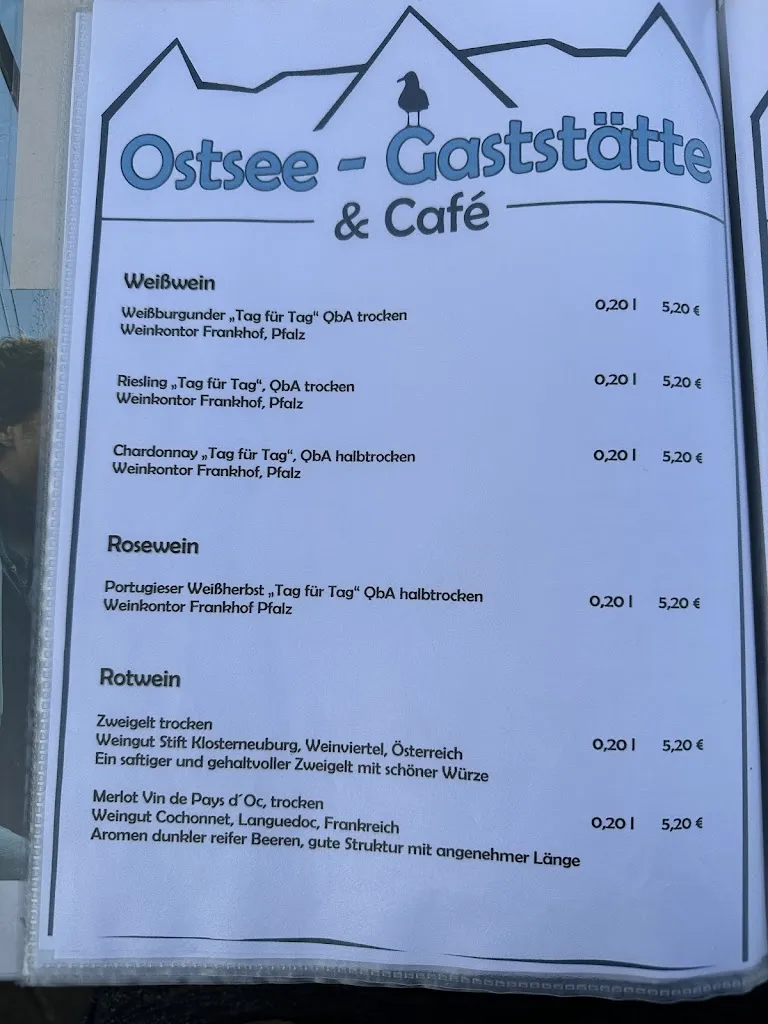 Ostsee - Gaststätte
& Café
Weißwein
Weißburgunder „Tag für Tag“ QbA trocken 0,20 l 5,20 €
Weinkontor Frankhof, Pfalz
Riesling „Tag für Tag“, QbA trocken 0,20 l 5,20 €
Weinkontor Frankhof, Pfalz
Chardonnay „Tag für Tag“, QbA halbtrocken 0,20 l 5,20 €
Weinkontor Frankhof, Pfalz
Rosewein
Portugieser Weißherbst „Tag für Tag“ QbA halbtrocken 0,20 l 5,20 €
Weinkontor Frankhof Pfalz
Rotwein
Zweigelt trocken
Weingut Stift Klosterneuburg, Weinviertel, Österreich 0,20 l 5,20 €
Ein saftiger und gehaltvoller Zweigelt mit schöner Würze
Merlot Vin de Pays d´Oc, trocken
Weingut Cochonnet, Languedoc, Frankreich 0,20 l 5,20 €
Aromen dunkler reifer Beeren, gute Struktur mit angenehmer Länge